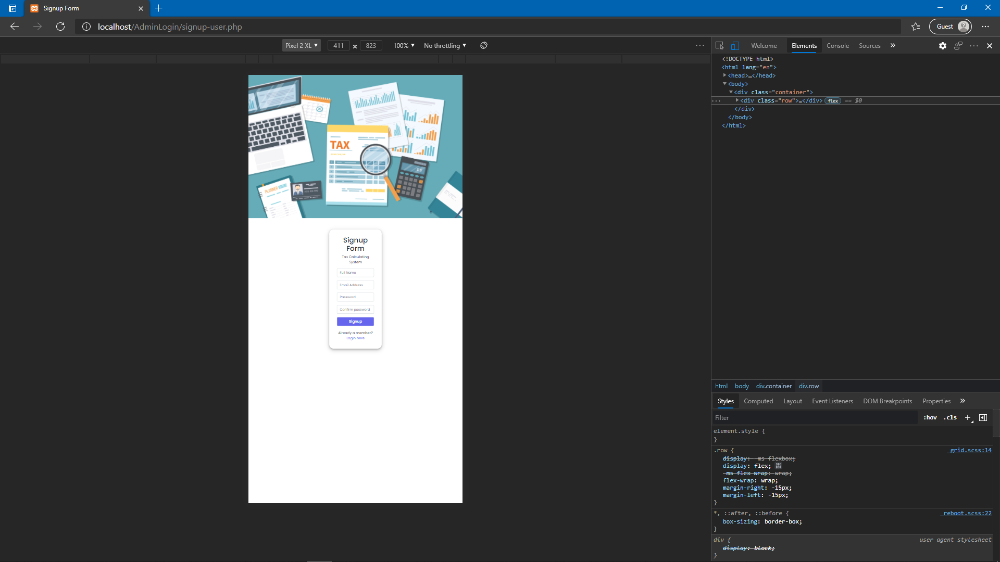 Signup Form
localhost/AdminLogin/signup-user.php
Guest
Pixel 2 XL ▼ 411 × 823 100% ▼ No throttling ▼
Welcome Elements Console Sources »
<!DOCTYPE html>
<html lang="en">
<head>…</head>
<body>
<div class="container">
<div class="row">…</div> flex == $0
</div>
</body>
</html>
TAX
PLANNER
Signup
Form
Tax Calculating
System
Full Name
Email Address
Password
Confirm password
Signup
Already a member?
Login here
html body div.container div.row
Styles Computed Layout Event Listeners DOM Breakpoints Properties »
Filter :hov .cls +
element.style {
}
.row { _grid.scss:14
display: -ms-flexbox;
display: flex;
-ms-flex-wrap: wrap;
flex-wrap: wrap;
margin-right: -15px;
margin-left: -15px;
}
*, ::after, ::before { _reboot.scss:22
box-sizing: border-box;
}
div { user agent stylesheet
display: block;
}